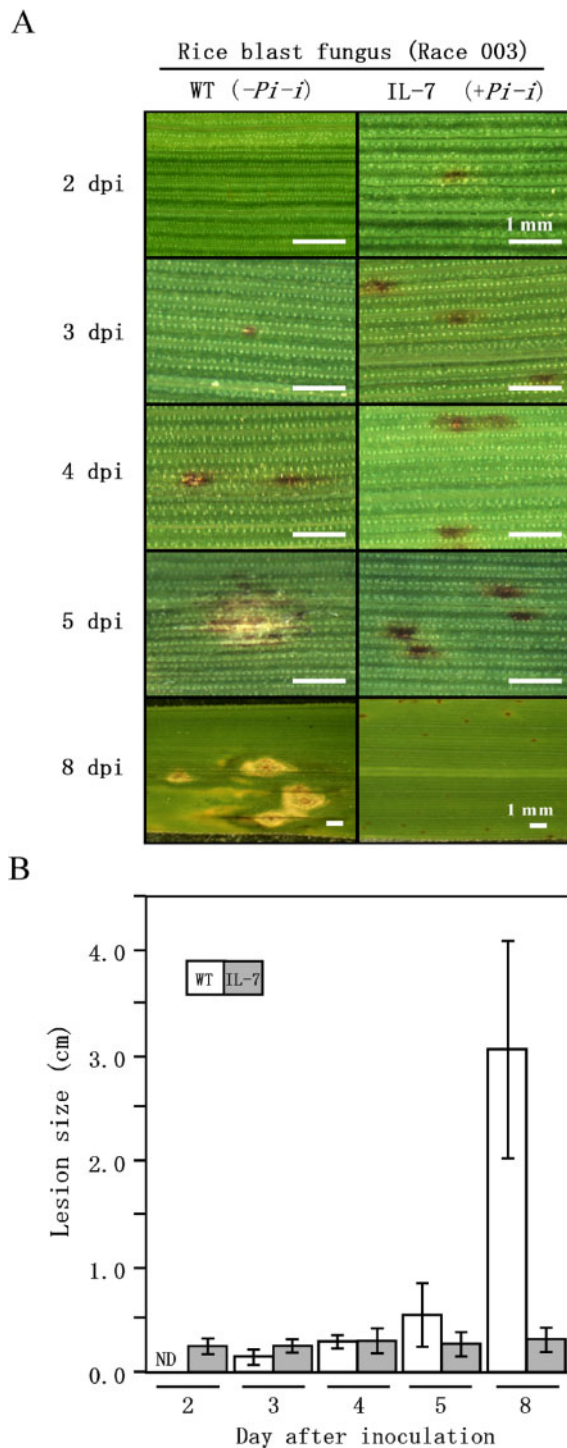 A
Rice blast fungus (Race 003)
WT (-Pi-i) IL-7 (+Pi-i)
2 dpi
1 mm
3 dpi
4 dpi
5 dpi
8 dpi
1 mm
B
4.0
WT IL-7
3.0
Lesion size (cm)
2.0
1.0
ND
0.0
2 3 4 5 8
Day after inoculation